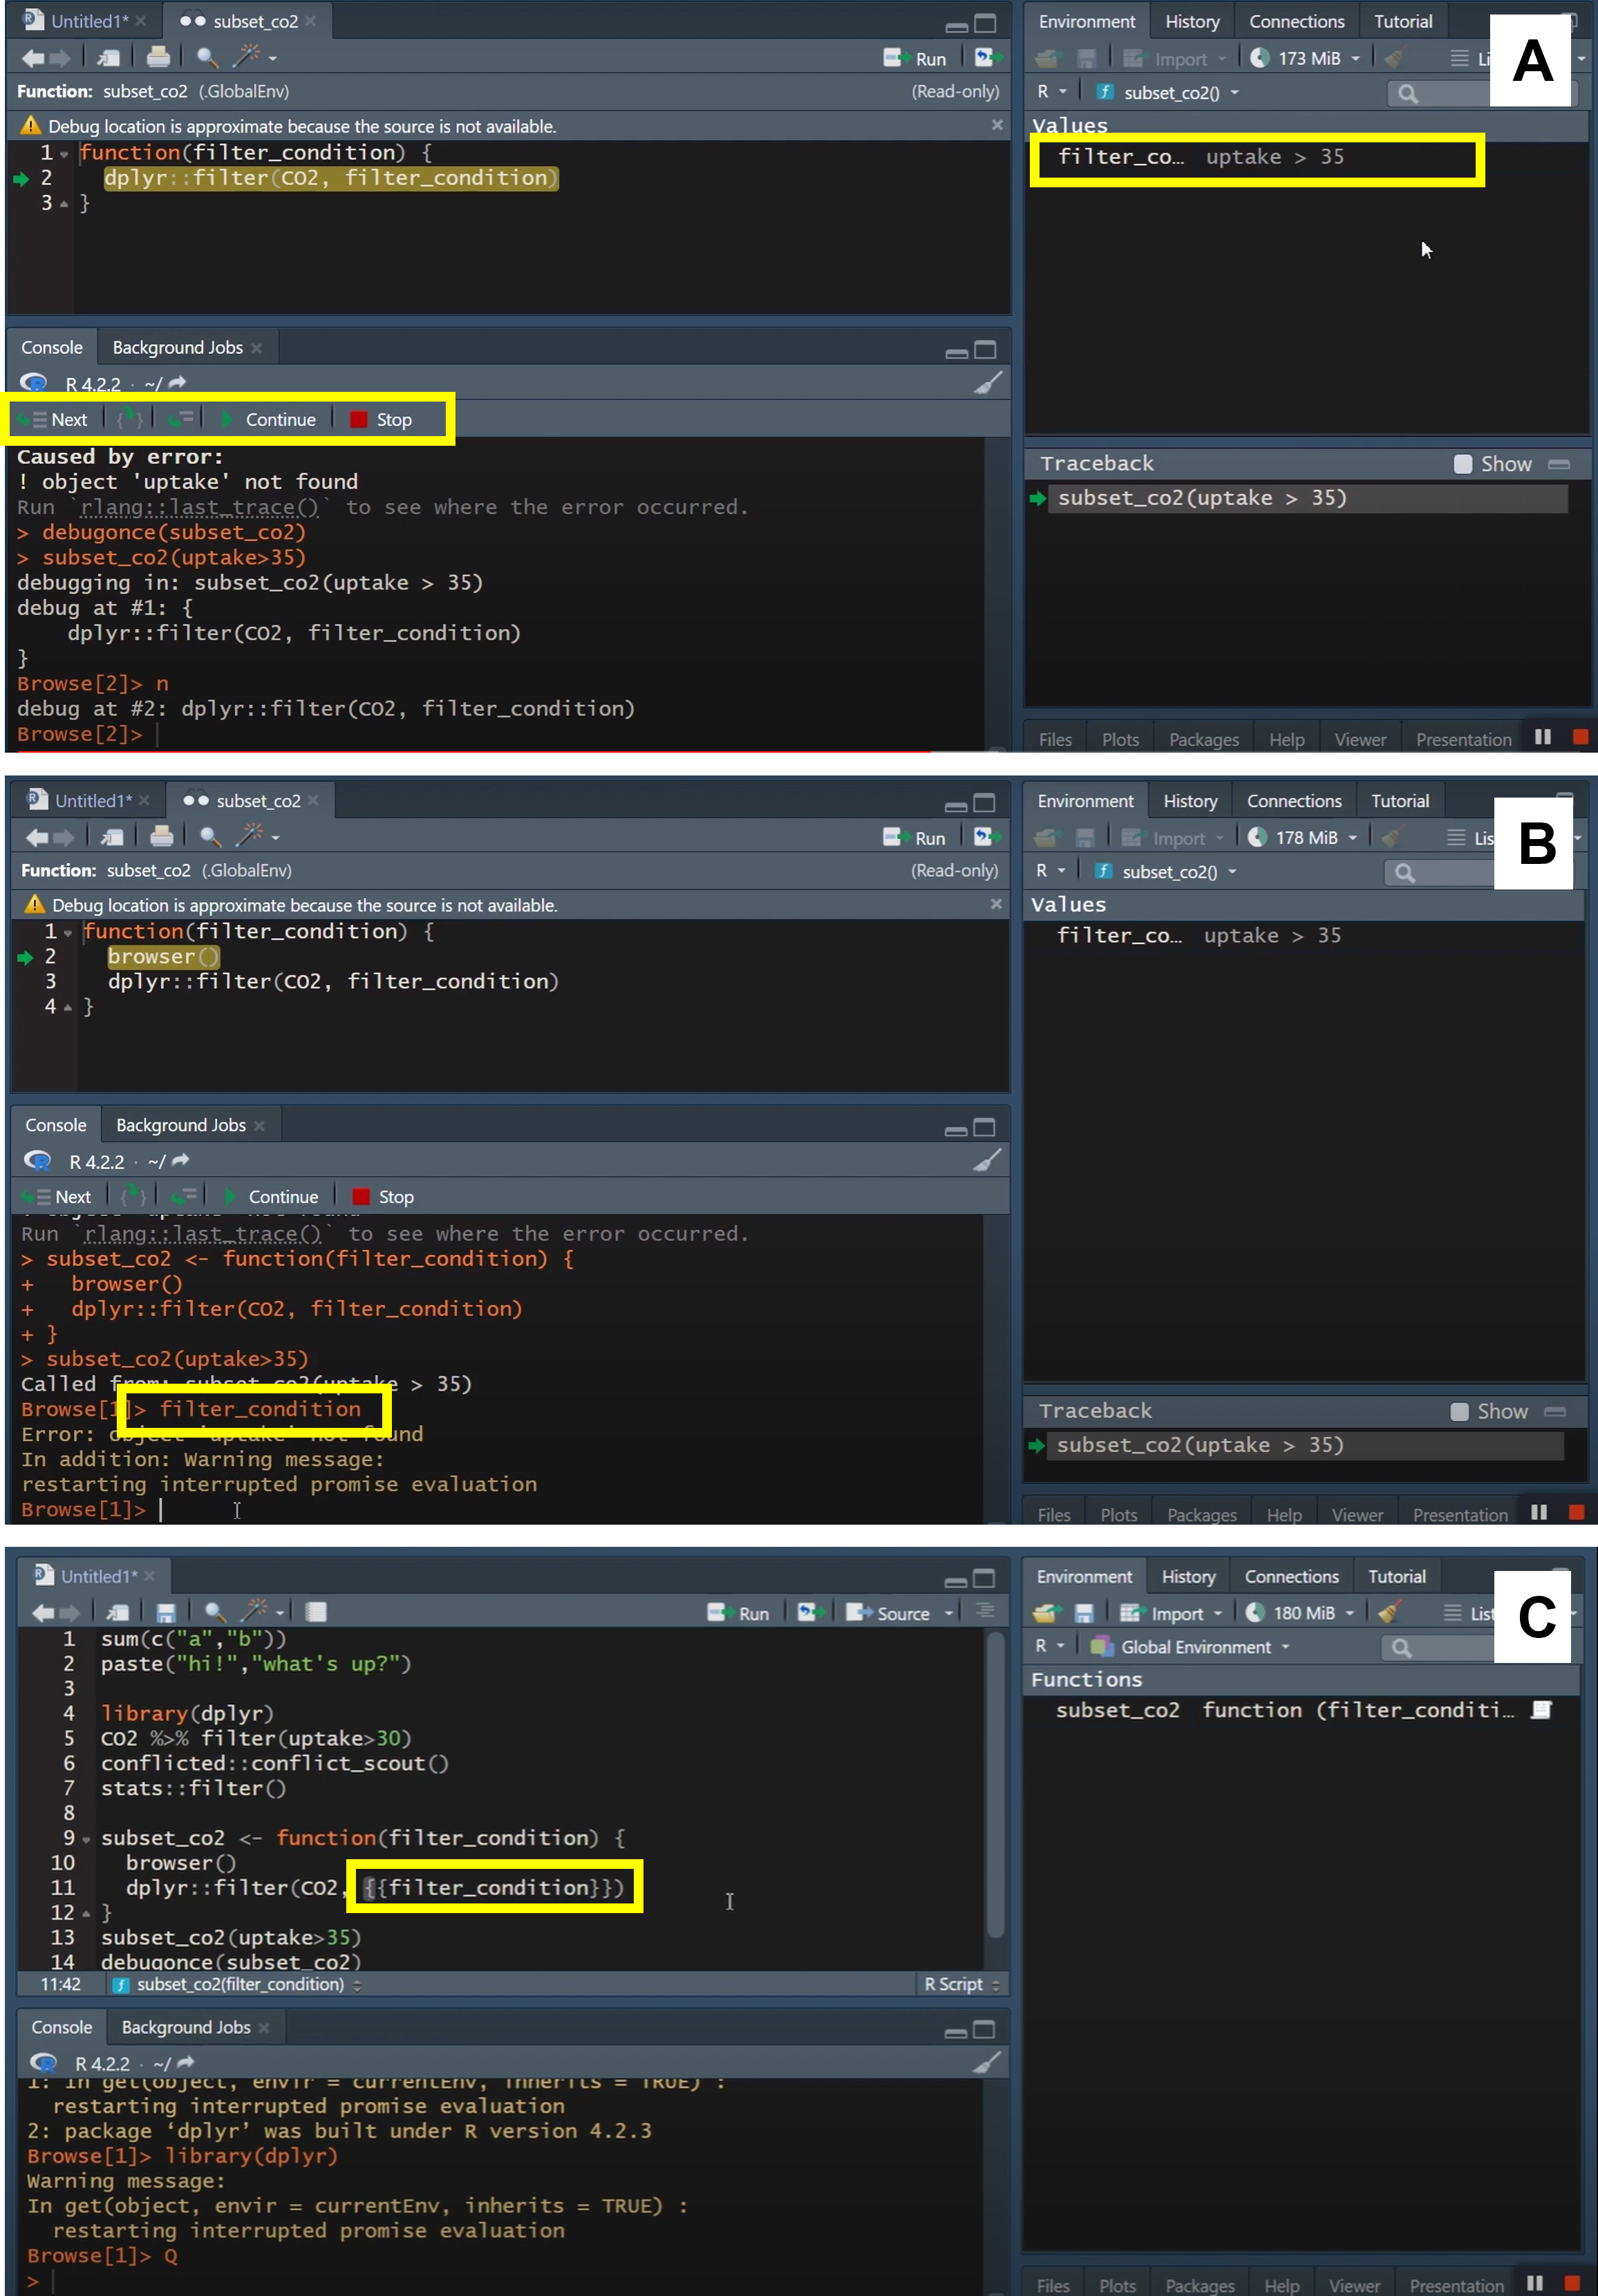 Untitled1*
subset_co2
Run
Function: subset_co2 (.GlobalEnv)
(Read-only)
Debug location is approximate because the source is not available.
1 function(filter_condition) {
2 dplyr::filter(CO2, filter_condition)
3 }
Console
Background Jobs
R 4.2.2 · ~/
Next
Continue
Stop
Caused by error:
! object 'uptake' not found
Run `rlang::last_trace()` to see where the error occurred.
> debugonce(subset_co2)
> subset_co2(uptake>35)
debugging in: subset_co2(uptake > 35)
debug at #1: {
dplyr::filter(CO2, filter_condition)
}
Browse[2]> n
debug at #2: dplyr::filter(CO2, filter_condition)
Browse[2]>
Environment
History
Connections
Tutorial
Import
173 MiB
Li
A
R
subset_co2()
Values
filter_co… uptake > 35
Traceback
Show
subset_co2(uptake > 35)
Files
Plots
Packages
Help
Viewer
Presentation
Untitled1*
subset_co2
Run
Function: subset_co2 (.GlobalEnv)
(Read-only)
Debug location is approximate because the source is not available.
1 function(filter_condition) {
2 browser()
3 dplyr::filter(CO2, filter_condition)
4 }
Console
Background Jobs
R 4.2.2 · ~/
Next
Continue
Stop
Run `rlang::last_trace()` to see where the error occurred.
> subset_co2 <- function(filter_condition) {
+ browser()
+ dplyr::filter(CO2, filter_condition)
+ }
> subset_co2(uptake>35)
Called from: subset_co2(uptake > 35)
Browse[1]> filter_condition
Error: object 'uptake' not found
In addition: Warning message:
restarting interrupted promise evaluation
Browse[1]>
Environment
History
Connections
Tutorial
Import
178 MiB
Lis
B
R
subset_co2()
Values
filter_co… uptake > 35
Traceback
Show
subset_co2(uptake > 35)
Files
Plots
Packages
Help
Viewer
Presentation
Untitled1*
Run
Source
1 sum(c("a","b"))
2 paste("hi!","what's up?")
3
4 library(dplyr)
5 CO2 %>% filter(uptake>30)
6 conflicted::conflict_scout()
7 stats::filter()
8
9 subset_co2 <- function(filter_condition) {
10 browser()
11 dplyr::filter(CO2, {{filter_condition}})
12 }
13 subset_co2(uptake>35)
14 debugonce(subset_co2)
11:42
subset_co2(filter_condition)
R Script
Console
Background Jobs
R 4.2.2 · ~/
1: In get(object, envir = currentEnv, inherits = TRUE) :
restarting interrupted promise evaluation
2: package ‘dplyr’ was built under R version 4.2.3
Browse[1]> library(dplyr)
Warning message:
In get(object, envir = currentEnv, inherits = TRUE) :
restarting interrupted promise evaluation
Browse[1]> Q
>
Environment
History
Connections
Tutorial
Import
180 MiB
List
C
R
Global Environment
Functions
subset_co2 function (filter_conditi…
Files
Plots
Packages
Help
Viewer
Presentation